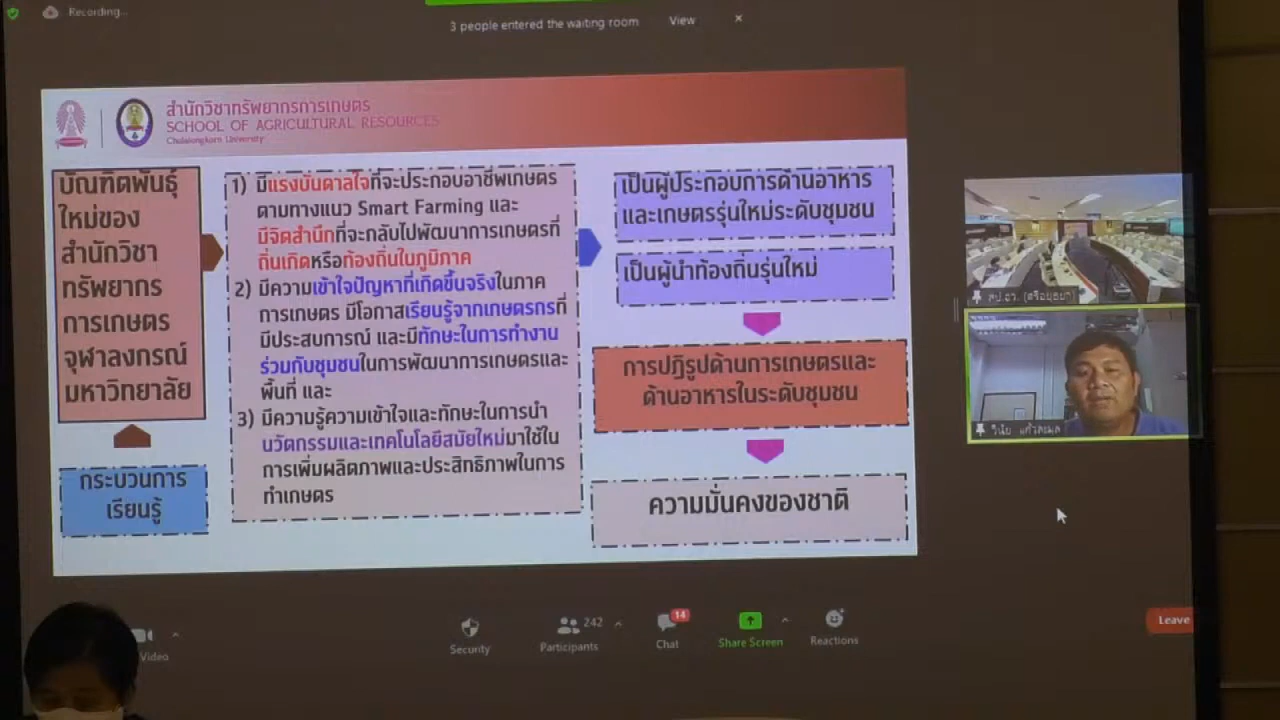 Recording...
3 people entered the waiting room View
สำนักวิชาทรัพยากรการเกษตร
SCHOOL OF AGRICULTURAL RESOURCES
Chulalongkorn University
บัณฑิตพันธุ์
ใหม่ของ
สำนักวิชา
ทรัพยากร
การเกษตร
จุฬาลงกรณ์
มหาวิทยาลัย
กระบวนการ
เรียนรู้
1) มีแรงบันดาลใจที่จะประกอบอาชีพเกษตร
ตามทางแนว Smart Farming และ
มีจิตสำนึกที่จะกลับไปพัฒนาการเกษตรที่
ถิ่นเกิดหรือท้องถิ่นในภูมิภาค
2) มีความเข้าใจปัญหาที่เกิดขึ้นจริงในภาค
การเกษตร มีโอกาสเรียนรู้จากเกษตรกรที่
มีประสบการณ์ และมีทักษะในการทำงาน
ร่วมกับชุมชนในการพัฒนาการเกษตรและ
พื้นที่ และ
3) มีความรู้ความเข้าใจและทักษะในการนำ
นวัตกรรมและเทคโนโลยีสมัยใหม่มาใช้ใน
การเพิ่มผลิตภาพและประสิทธิภาพในการ
ทำเกษตร
เป็นผู้ประกอบการด้านอาหาร
และเกษตรรุ่นใหม่ระดับชุมชน
เป็นผู้นำท้องถิ่นรุ่นใหม่
การปฏิรูปด้านการเกษตรและ
ด้านอาหารในระดับชุมชน
ความมั่นคงของชาติ
สป.อว. (ศรีอยุธยา)
วินัย แก้วละมุล
Video
Security
Participants 242
Chat 14
Share Screen
Reactions
Leave